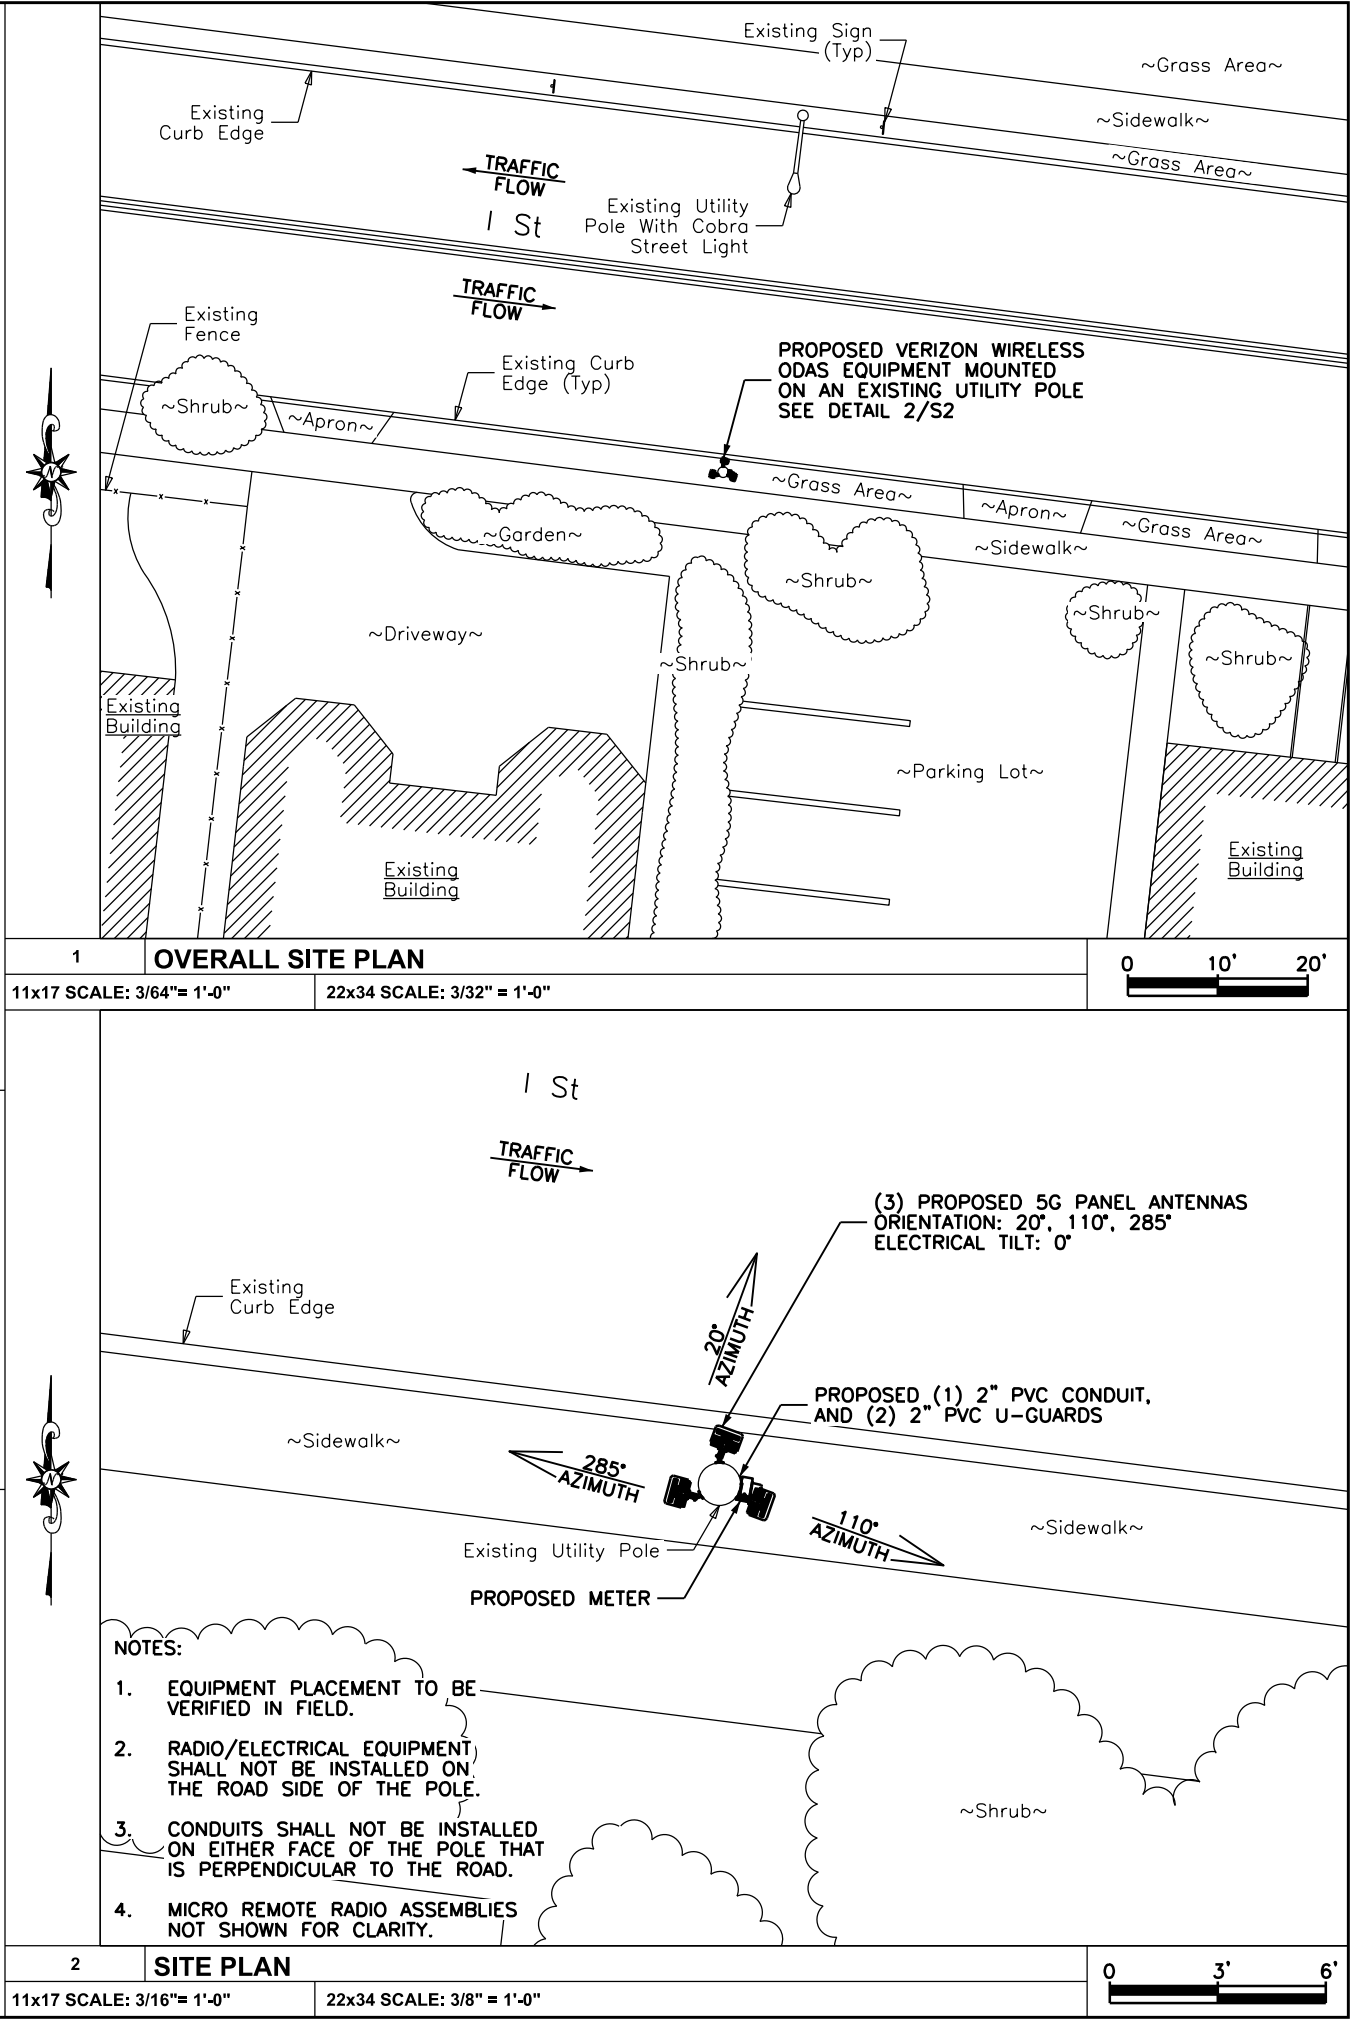 Existing Sign
(Typ)
~Grass Area~
Existing
Curb Edge
~Sidewalk~
~Grass Area~
TRAFFIC
FLOW
I St
Existing Utility
Pole With Cobra
Street Light
TRAFFIC
FLOW
Existing
Fence
Existing Curb
Edge (Typ)
PROPOSED VERIZON WIRELESS
ODAS EQUIPMENT MOUNTED
ON AN EXISTING UTILITY POLE
SEE DETAIL 2/S2
~Shrub~
~Apron~
N
~Grass Area~
~Apron~
~Grass Area~
~Garden~
~Sidewalk~
~Shrub~
~Shrub~
~Driveway~
~Shrub~
~Shrub~
Existing
Building
~Parking Lot~
Existing
Building
Existing
Building
1
OVERALL SITE PLAN
11x17 SCALE: 3/64"= 1'-0"
22x34 SCALE: 3/32" = 1'-0"
0 10' 20'
I St
TRAFFIC
FLOW
(3) PROPOSED 5G PANEL ANTENNAS
ORIENTATION: 20°, 110°, 285°
ELECTRICAL TILT: 0°
Existing
Curb Edge
20°
AZIMUTH
PROPOSED (1) 2" PVC CONDUIT,
AND (2) 2" PVC U-GUARDS
~Sidewalk~
N
285°
AZIMUTH
110°
AZIMUTH
~Sidewalk~
Existing Utility Pole
PROPOSED METER
NOTES:
1. EQUIPMENT PLACEMENT TO BE
VERIFIED IN FIELD.
2. RADIO/ELECTRICAL EQUIPMENT
SHALL NOT BE INSTALLED ON
THE ROAD SIDE OF THE POLE.
3. CONDUITS SHALL NOT BE INSTALLED
ON EITHER FACE OF THE POLE THAT
IS PERPENDICULAR TO THE ROAD.
4. MICRO REMOTE RADIO ASSEMBLIES
NOT SHOWN FOR CLARITY.
~Shrub~
2
SITE PLAN
11x17 SCALE: 3/16"= 1'-0"
22x34 SCALE: 3/8" = 1'-0"
0 3' 6'